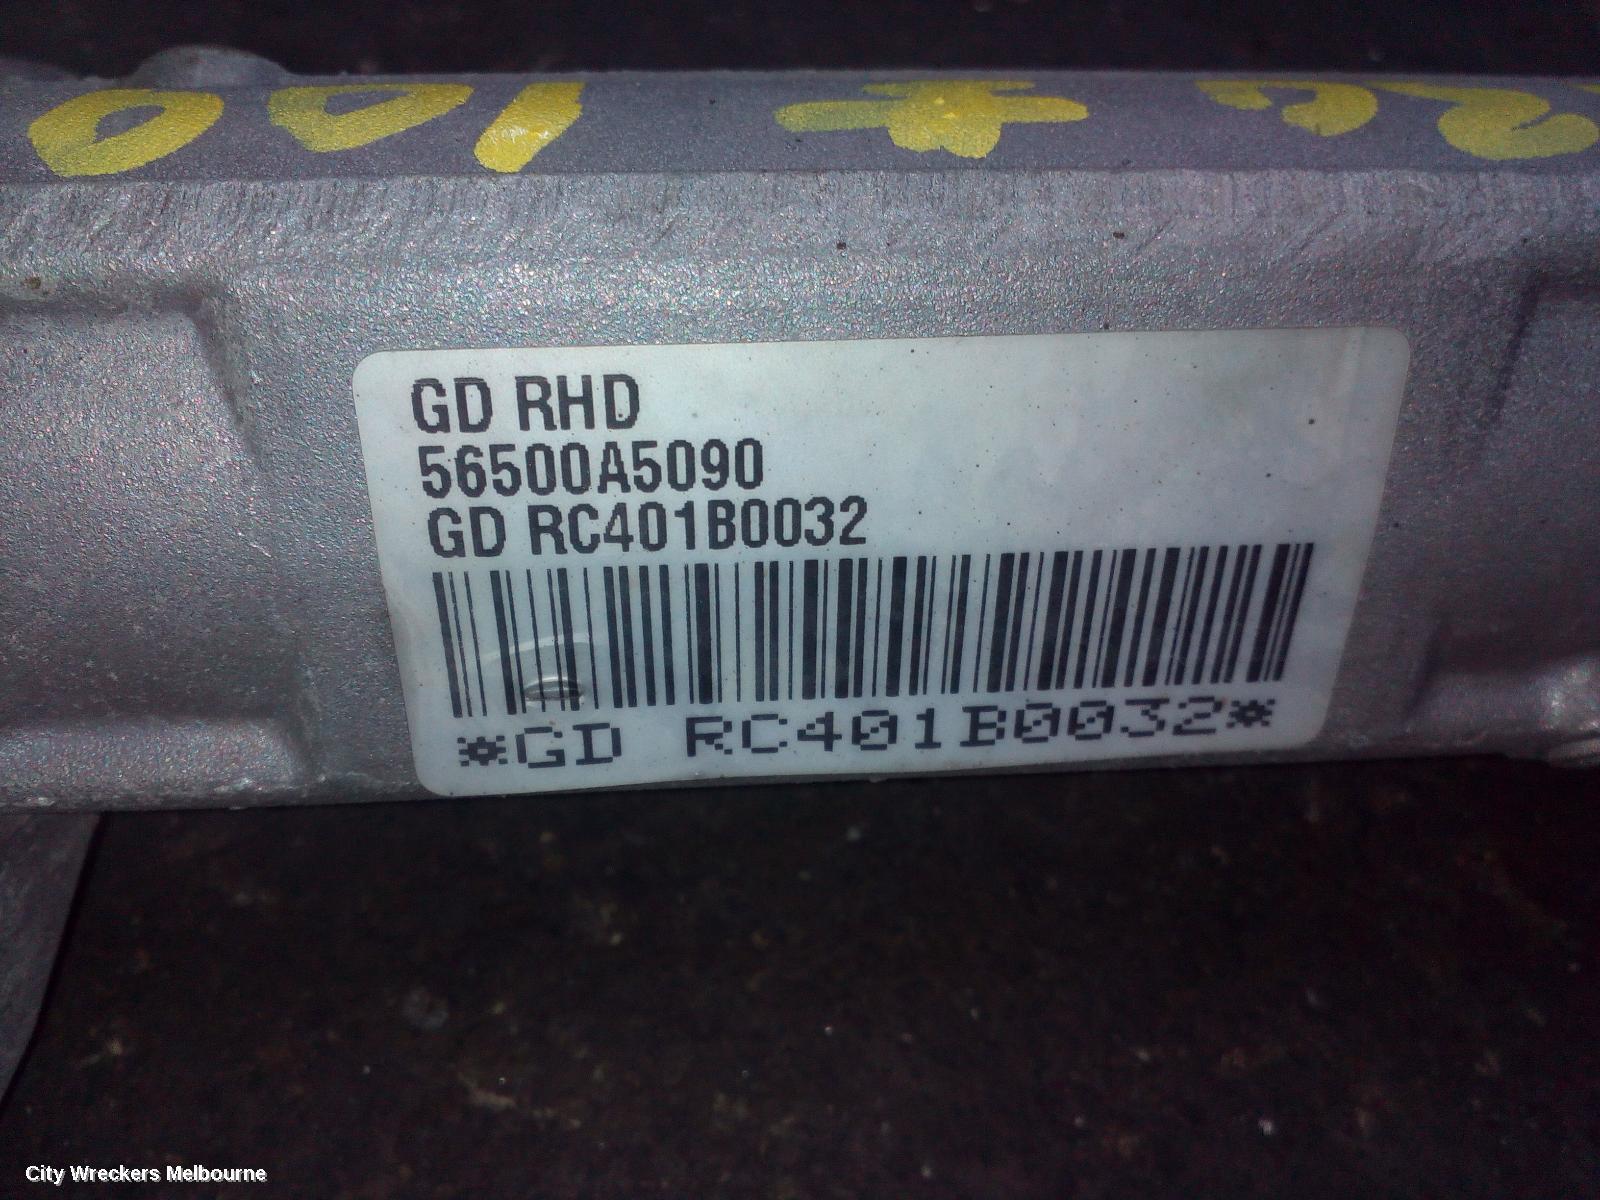 GD RHD
56500A5090
GD RC401B0032
*GD RC401B0032*
City Wreckers Melbourne